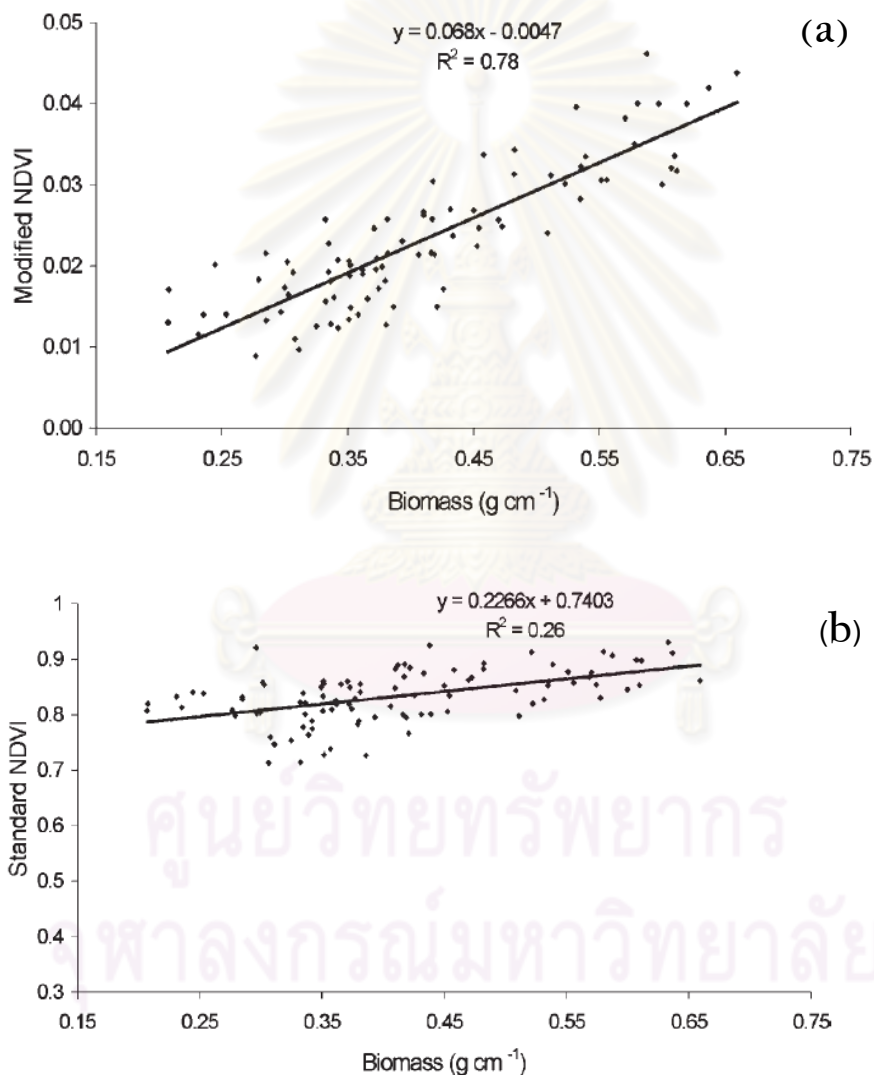 (a)
y = 0.068x - 0.0047
R² = 0.78
0.05
0.04
0.03
0.02
0.01
0.00
Modified NDVI
0.15 0.25 0.35 0.45 0.55 0.65 0.75
Biomass (g cm ⁻¹)
(b)
y = 0.2266x + 0.7403
R² = 0.26
1
0.9
0.8
0.7
0.6
0.5
0.4
0.3
Standard NDVI
ศูนย์วิทยทรัพยากร
จุฬาลงกรณ์มหาวิทยาลัย
0.15 0.25 0.35 0.45 0.55 0.65 0.75
Biomass (g cm⁻¹)